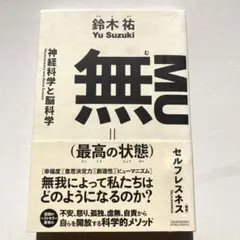 鈴木 祐
Yu Suzuki
無
む
MU
神経科学と脳科学
=
(最高の状態)
セルフレスネス
幸福度 意思決定力 創造性 ヒューマニズム
無我によって私たちは
どのようになるのか?
不安、怒り、孤独、虚無、自責から
自らを開放する科学的メソッド